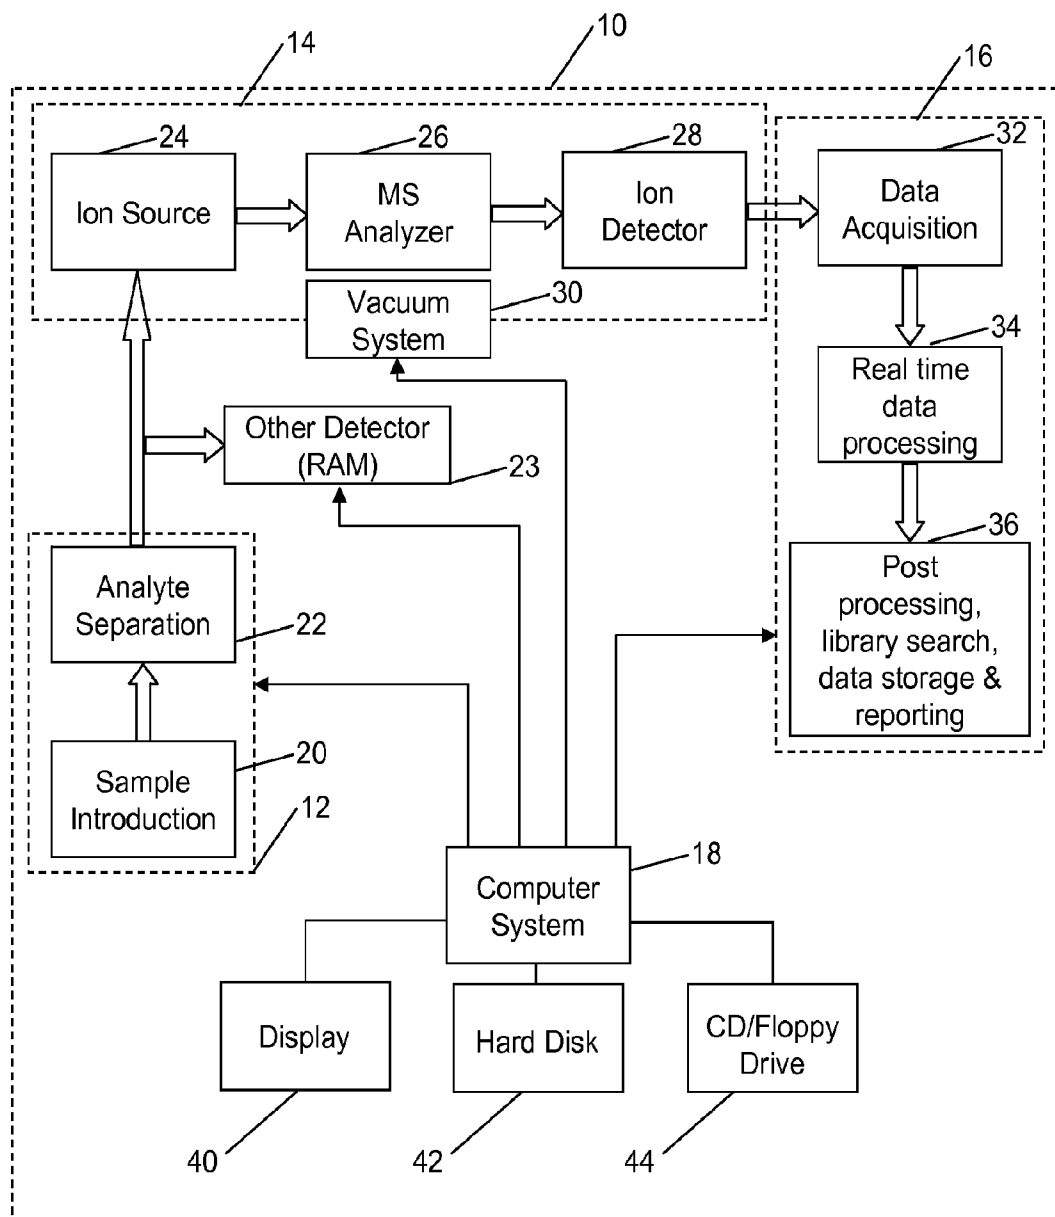 10
14
16
24
26
28
32
Ion Source
MS
Analyzer
Ion
Detector
Data
Acquisition
Vacuum
System
30
34
Real time
data
processing
Other Detector
(RAM)
23
36
Analyte
Separation
22
Post
processing,
library search,
data storage &
reporting
20
Sample
Introduction
12
18
Computer
System
Display
Hard Disk
CD/Floppy
Drive
40
42
44